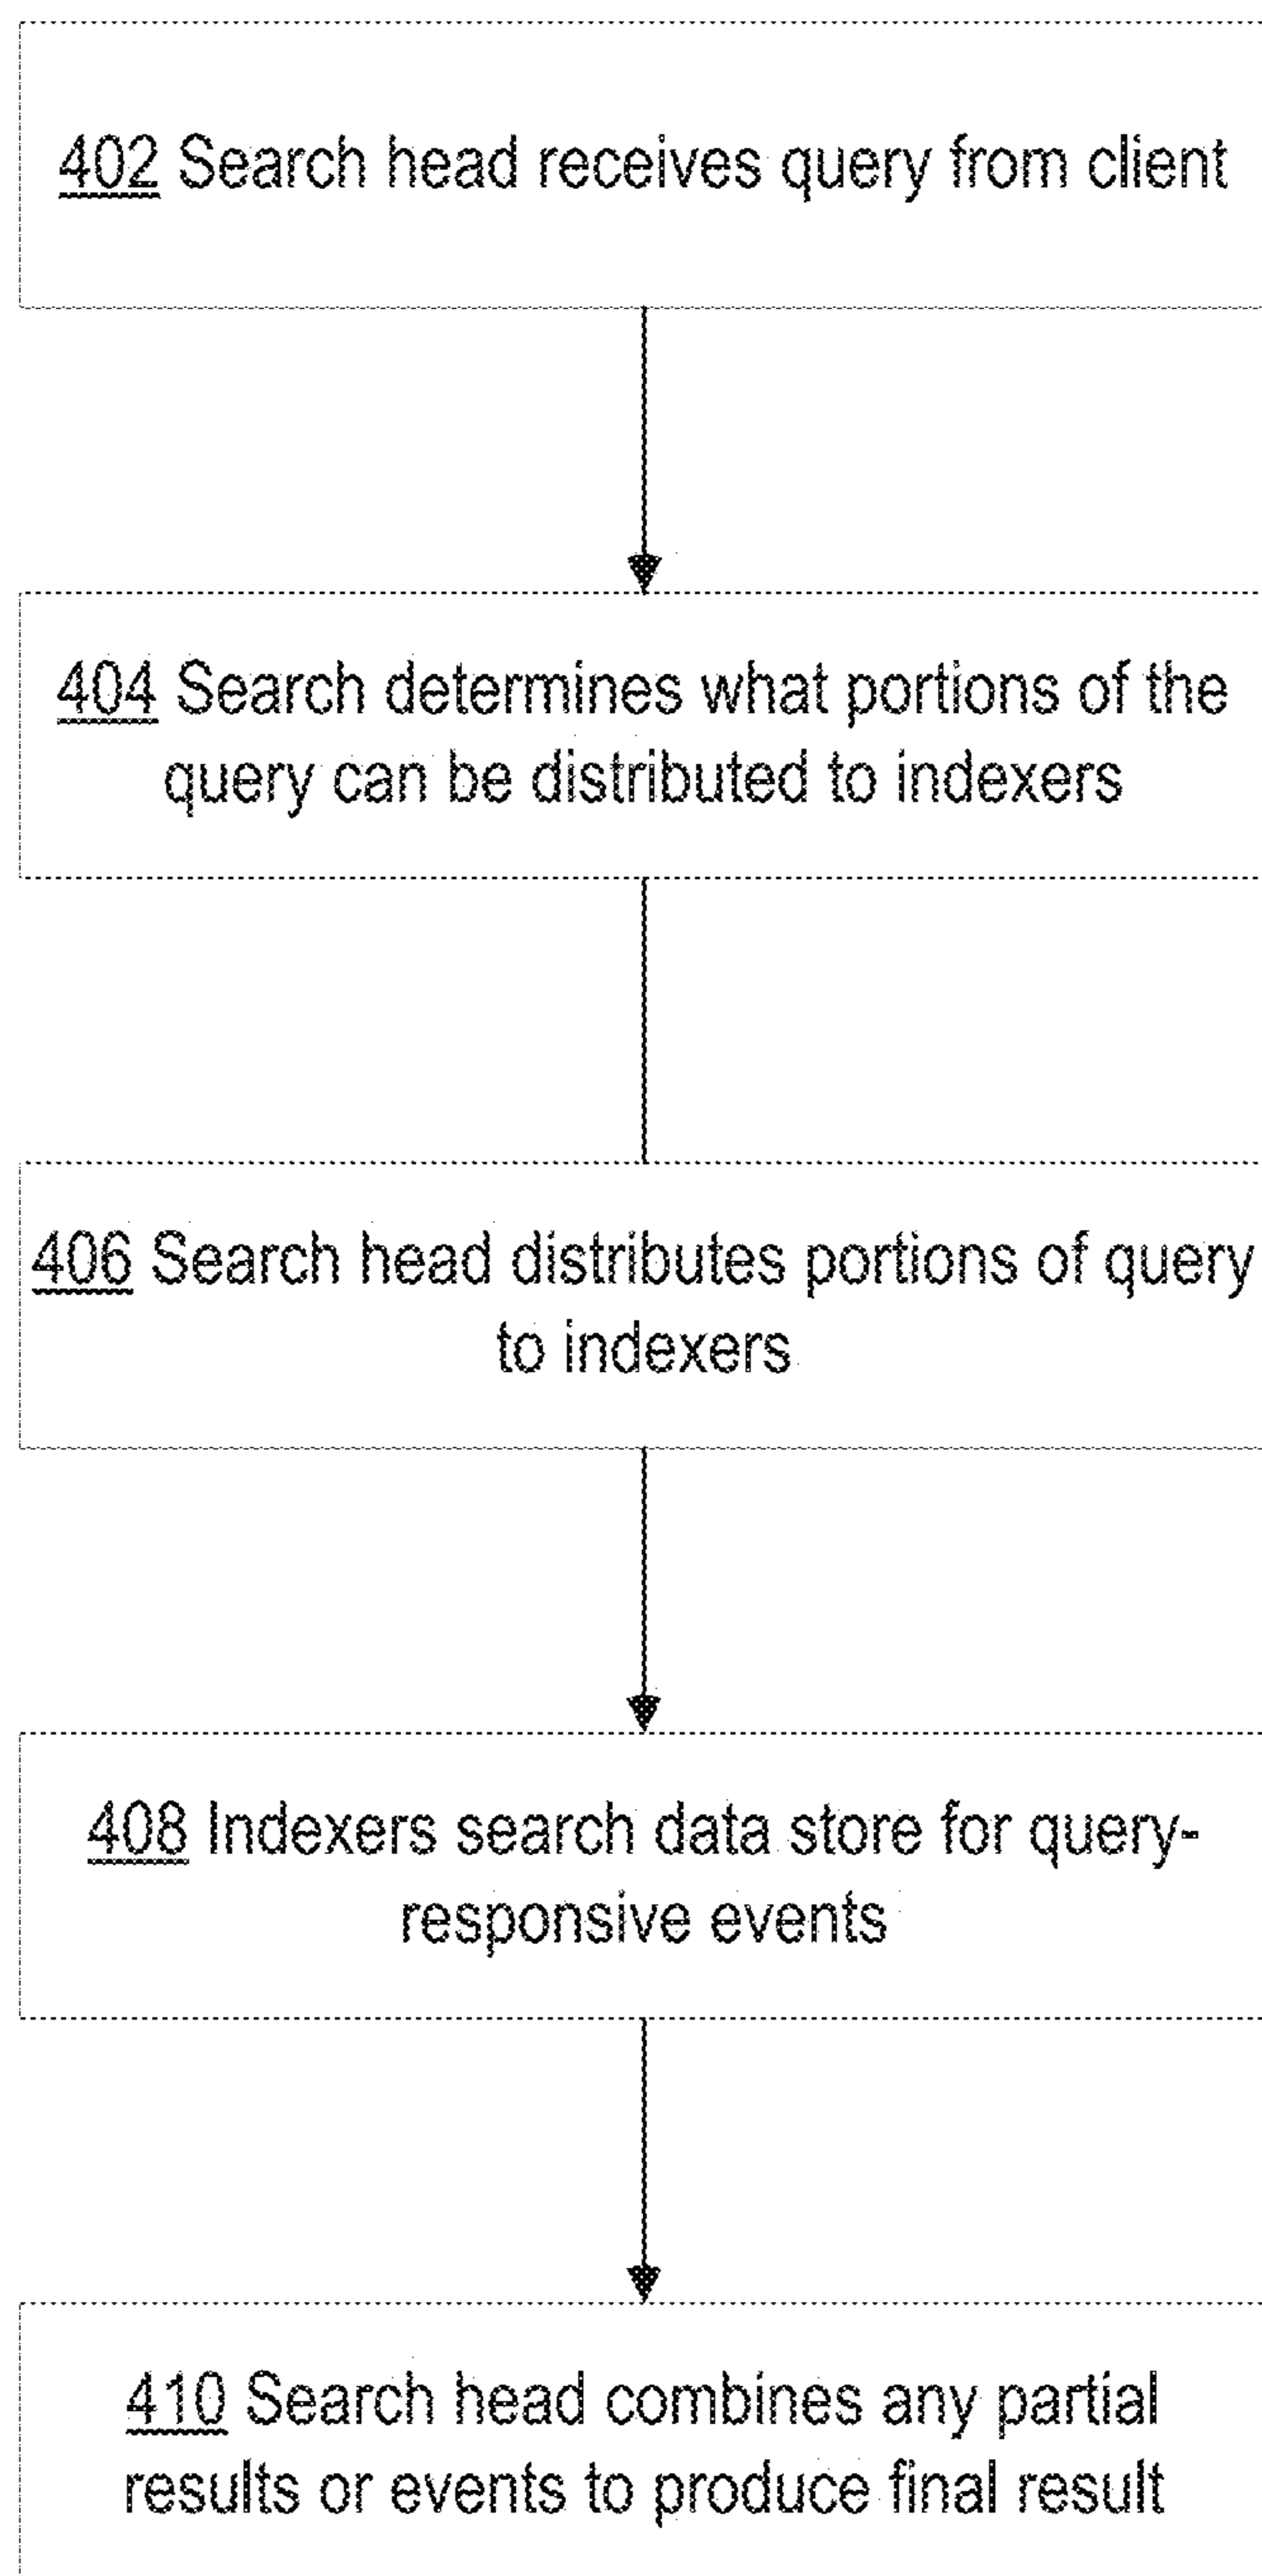 402 Search head receives query from client
404 Search determines what portions of the
query can be distributed to indexers
406 Search head distributes portions of query
to indexers
408 Indexers search data store for query-
responsive events
410 Search head combines any partial
results or events to produce final result